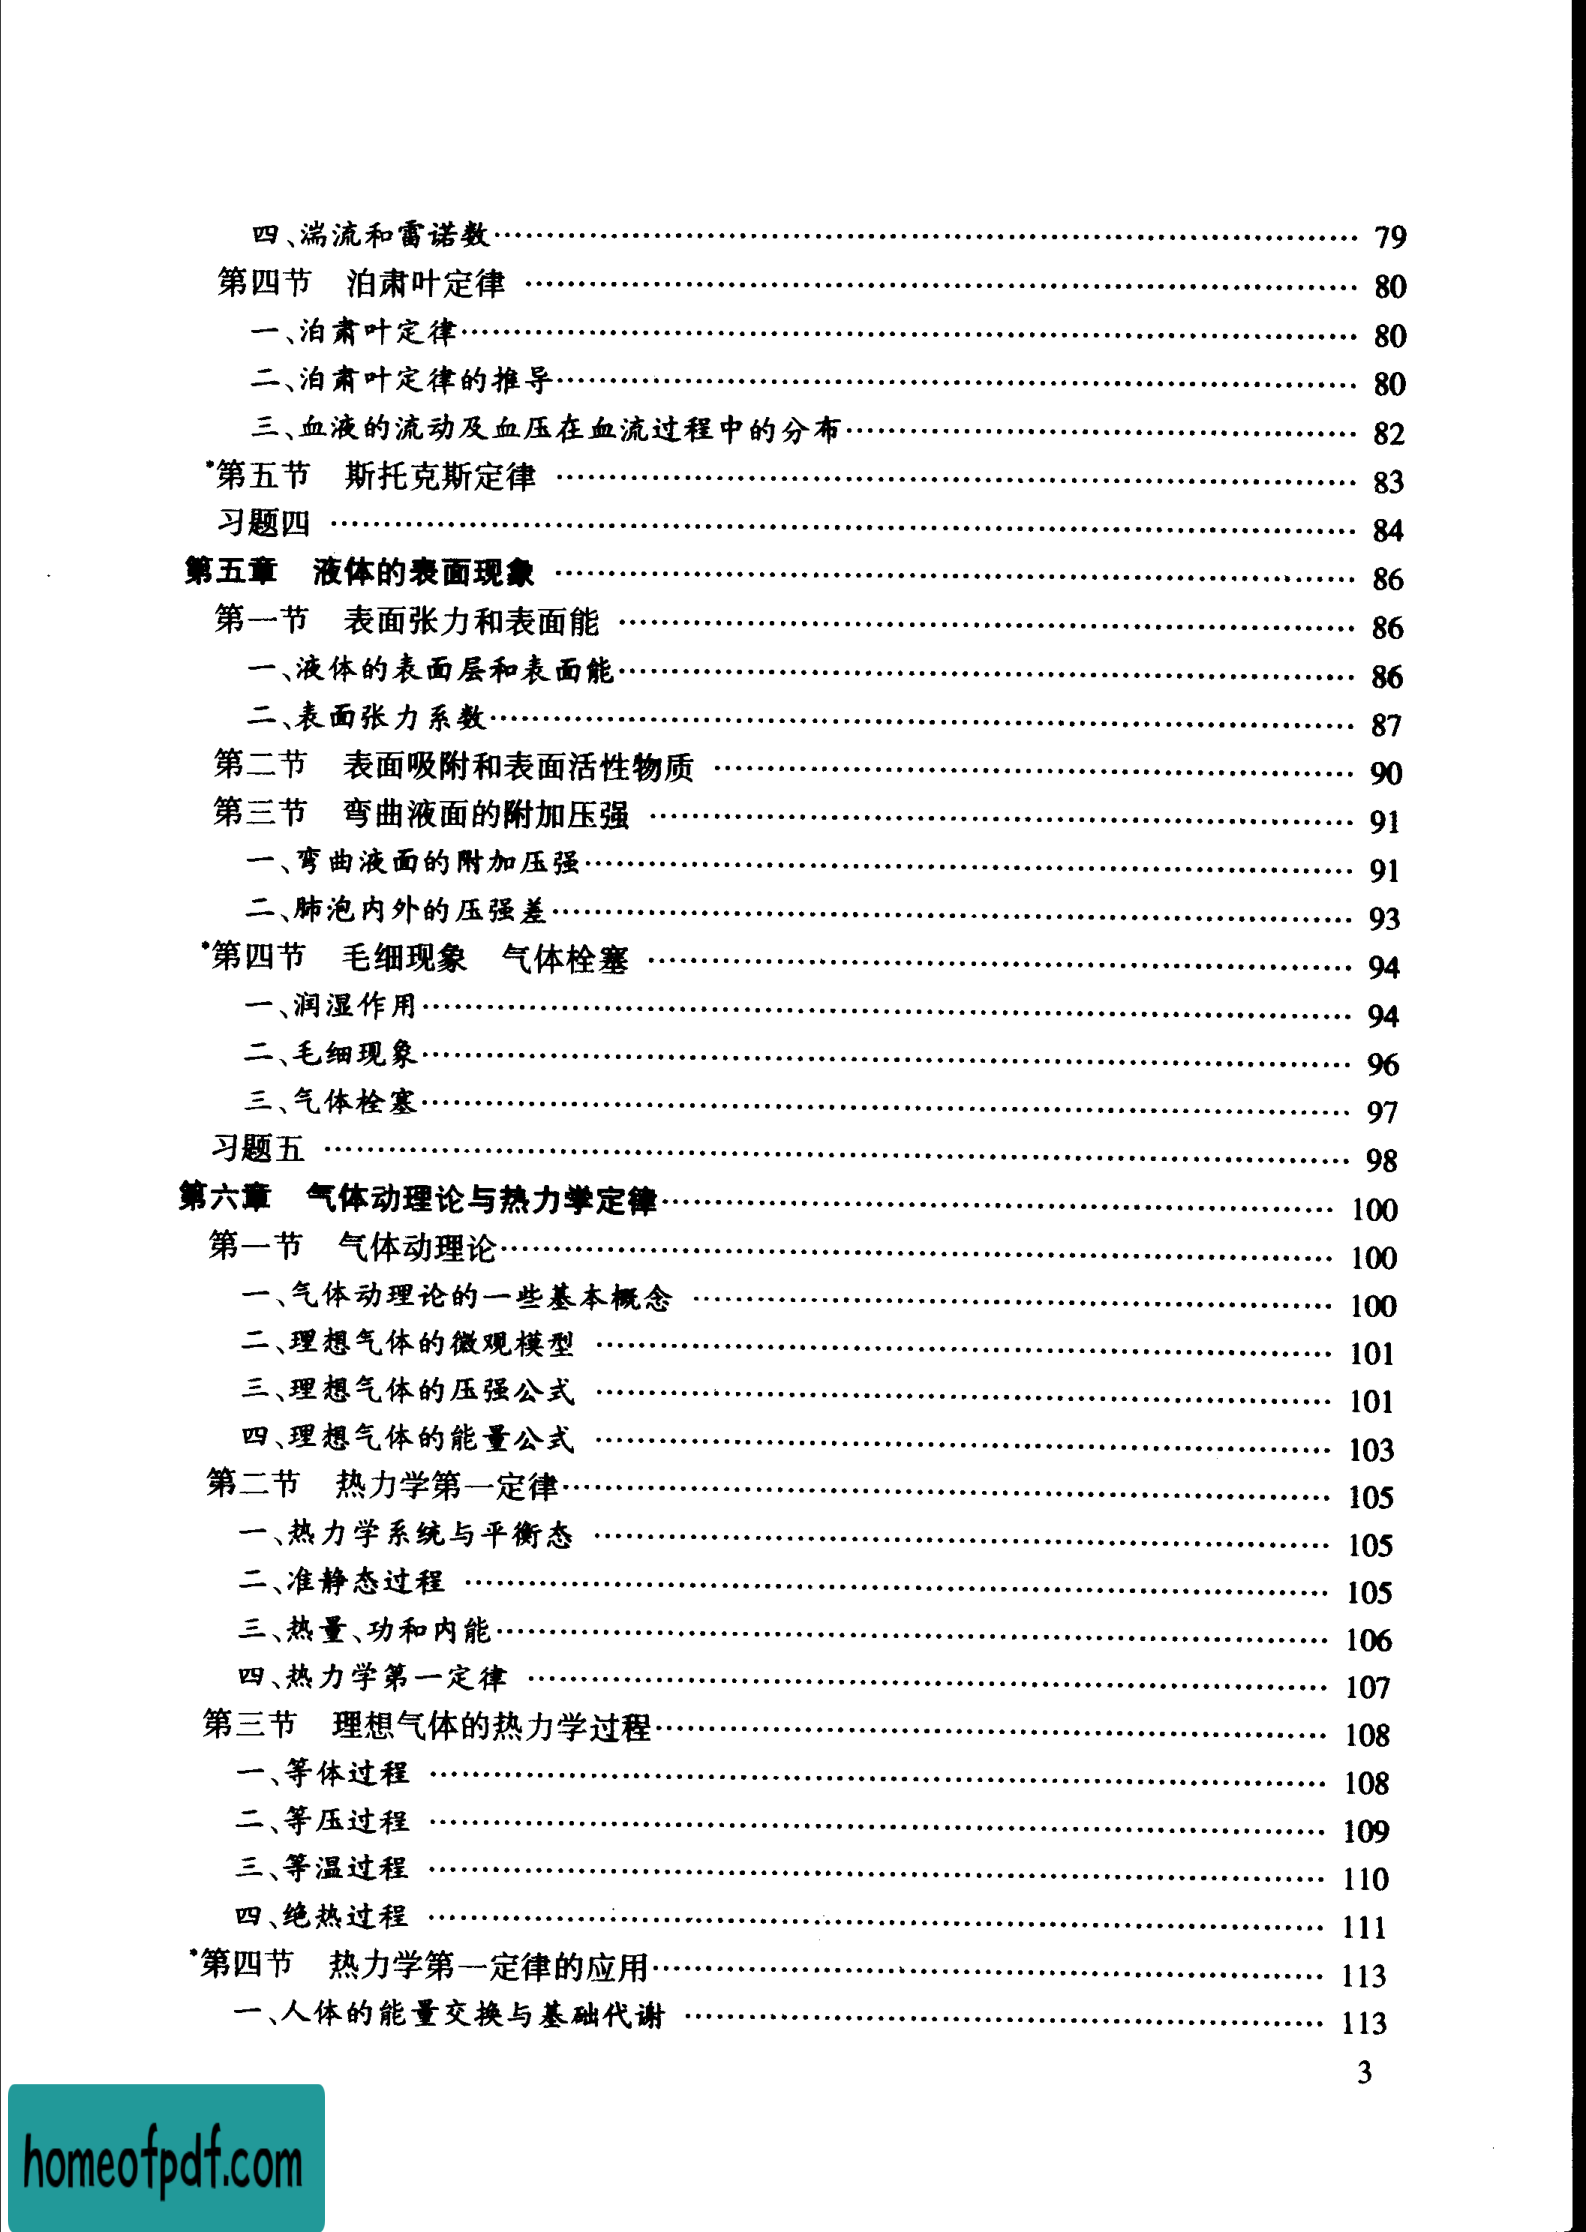 四、湍流和雷诺数………… 79
第四节 泊肃叶定律 ………… 80
一、泊肃叶定律………… 80
二、泊肃叶定律的推导………… 80
三、血液的流动及血压在血流过程中的分布………… 82
*第五节 斯托克斯定律 ………… 83
习题四 ………… 84
第五章 液体的表面现象 ………… 86
第一节 表面张力和表面能 ………… 86
一、液体的表面层和表面能………… 86
二、表面张力系数………… 87
第二节 表面吸附和表面活性物质 ………… 90
第三节 弯曲液面的附加压强 ………… 91
一、弯曲液面的附加压强………… 91
二、肺泡内外的压强差………… 93
*第四节 毛细现象 气体栓塞 ………… 94
一、润湿作用………… 94
二、毛细现象………… 96
三、气体栓塞………… 97
习题五 ………… 98
第六章 气体动理论与热力学定律………… 100
第一节 气体动理论………… 100
一、气体动理论的一些基本概念 ………… 100
二、理想气体的微观模型 ………… 101
三、理想气体的压强公式 ………… 101
四、理想气体的能量公式 ………… 103
第二节 热力学第一定律………… 105
一、热力学系统与平衡态 ………… 105
二、准静态过程 ………… 105
三、热量、功和内能………… 106
四、热力学第一定律 ………… 107
第三节 理想气体的热力学过程………… 108
一、等体过程 ………… 108
二、等压过程 ………… 109
三、等温过程 ………… 110
四、绝热过程 ………… 111
*第四节 热力学第一定律的应用………… 113
一、人体的能量交换与基础代谢 ………… 113
3
homeofpdf.com